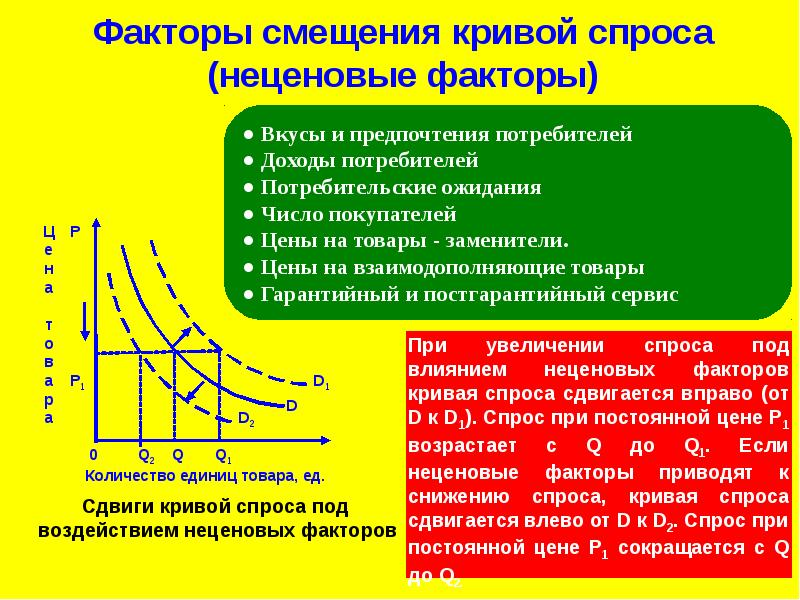 Факторы смещения кривой спроса
(неценовые факторы)
● Вкусы и предпочтения потребителей
● Доходы потребителей
● Потребительские ожидания
● Число покупателей
● Цены на товары - заменители.
● Цены на взаимодополняющие товары
● Гарантийный и постгарантийный сервис
Цена товара
P
P1
D1
D
D2
0 Q2 Q Q1
Количество единиц товара, ед.
Сдвиги кривой спроса под
воздействием неценовых факторов
При увеличении спроса под
влиянием неценовых факторов
кривая спроса сдвигается вправо (от
D к D1). Спрос при постоянной цене P1
возрастает с Q до Q1. Если
неценовые факторы приводят к
снижению спроса, кривая спроса
сдвигается влево от D к D2. Спрос при
постоянной цене P1 сокращается с Q
до Q2